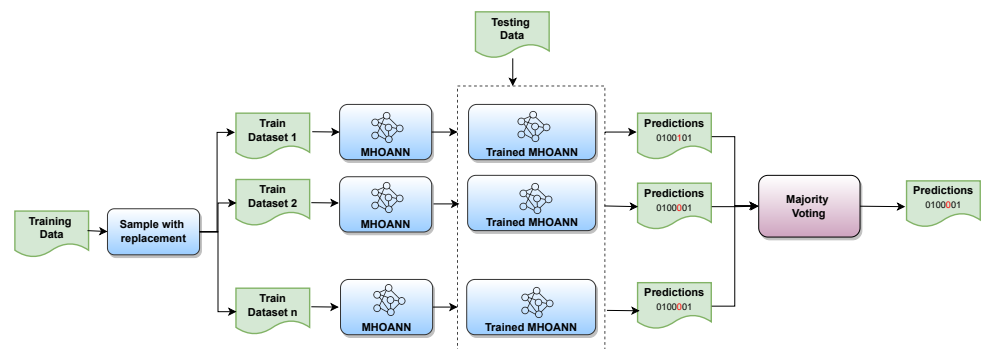 Testing
Data
Train
Dataset 1
MHOANN
Trained MHOANN
Predictions
0100101
Train
Dataset 2
MHOANN
Trained MHOANN
Predictions
0100001
Training
Data
Sample with
replacement
Majority
Voting
Predictions
0100001
Train
Dataset n
MHOANN
Trained MHOANN
Predictions
0100001